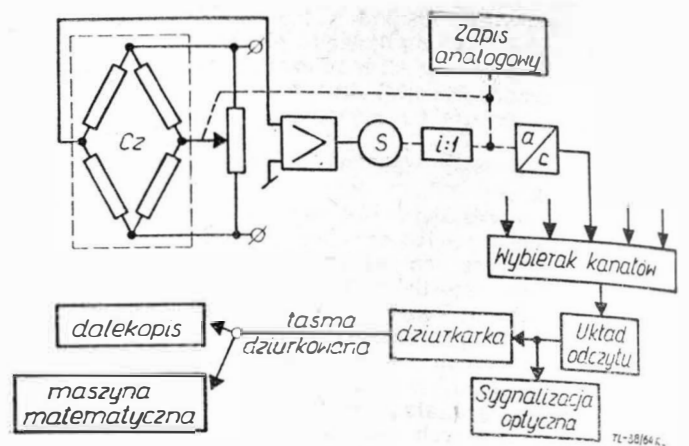 Zapis
analogowy
Cz
S
i:1
a/c
Wybierak kanałów
Układ
odczytu
dziurkarka
taśma
dziurkowana
dalekopis
maszyna
matematyczna
Sygnalizacja
optyczna